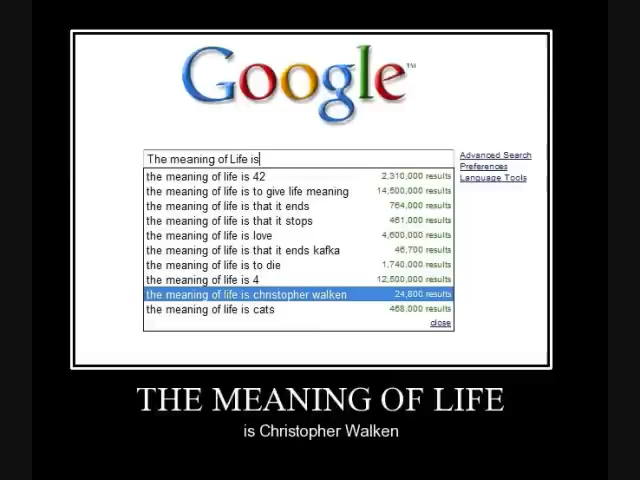 Google™
The meaning of Life is
Advanced Search
Preferences
Language Tools
the meaning of life is 42 2,310,000 results
the meaning of life is to give life meaning 14,500,000 results
the meaning of life is that it ends 764,000 results
the meaning of life is that it stops 461,000 results
the meaning of life is love 4,600,000 results
the meaning of life is that it ends kafka 46,700 results
the meaning of life is to die 1,740,000 results
the meaning of life is 4 12,500,000 results
the meaning of life is christopher walken 24,800 results
the meaning of life is cats 468,000 results
close
THE MEANING OF LIFE
is Christopher Walken